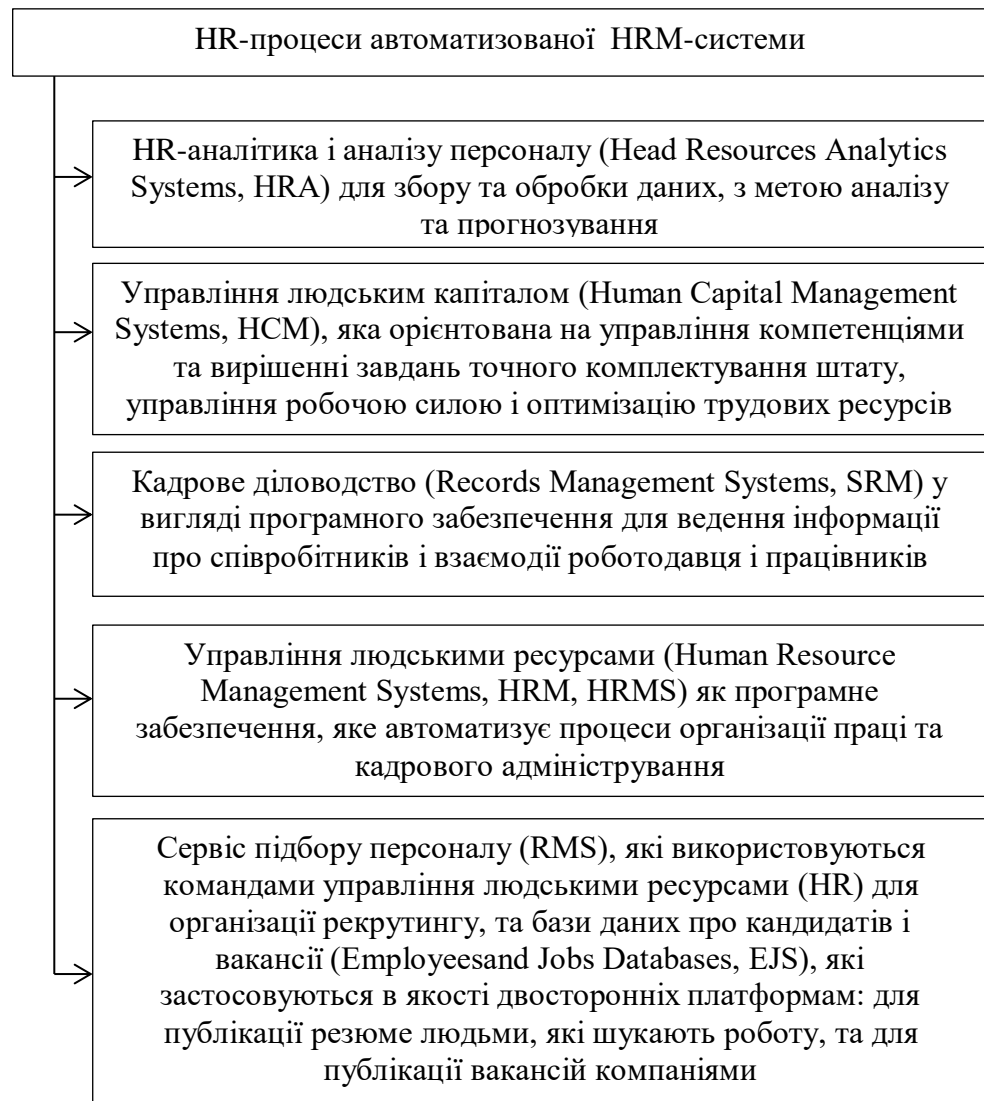 HR-процеси автоматизованої HRM-системи
HR-аналітика і аналізу персоналу (Head Resources Analytics
Systems, HRA) для збору та обробки даних, з метою аналізу
та прогнозування
Управління людським капіталом (Human Capital Management
Systems, HCM), яка орієнтована на управління компетенціями
та вирішенні завдань точного комплектування штату,
управління робочою силою і оптимізацію трудових ресурсів
Кадрове діловодство (Records Management Systems, SRM) у
вигляді програмного забезпечення для ведення інформації
про співробітників і взаємодії роботодавця і працівників
Управління людськими ресурсами (Human Resource
Management Systems, HRM, HRMS) як програмне
забезпечення, яке автоматизує процеси організації праці та
кадрового адміністрування
Сервіс підбору персоналу (RMS), які використовуються
командами управління людськими ресурсами (HR) для
організації рекрутингу, та бази даних про кандидатів і
вакансії (Employeesand Jobs Databases, EJS), які
застосовуються в якості двосторонніх платформам: для
публікації резюме людьми, які шукають роботу, та для
публікації вакансій компаніями